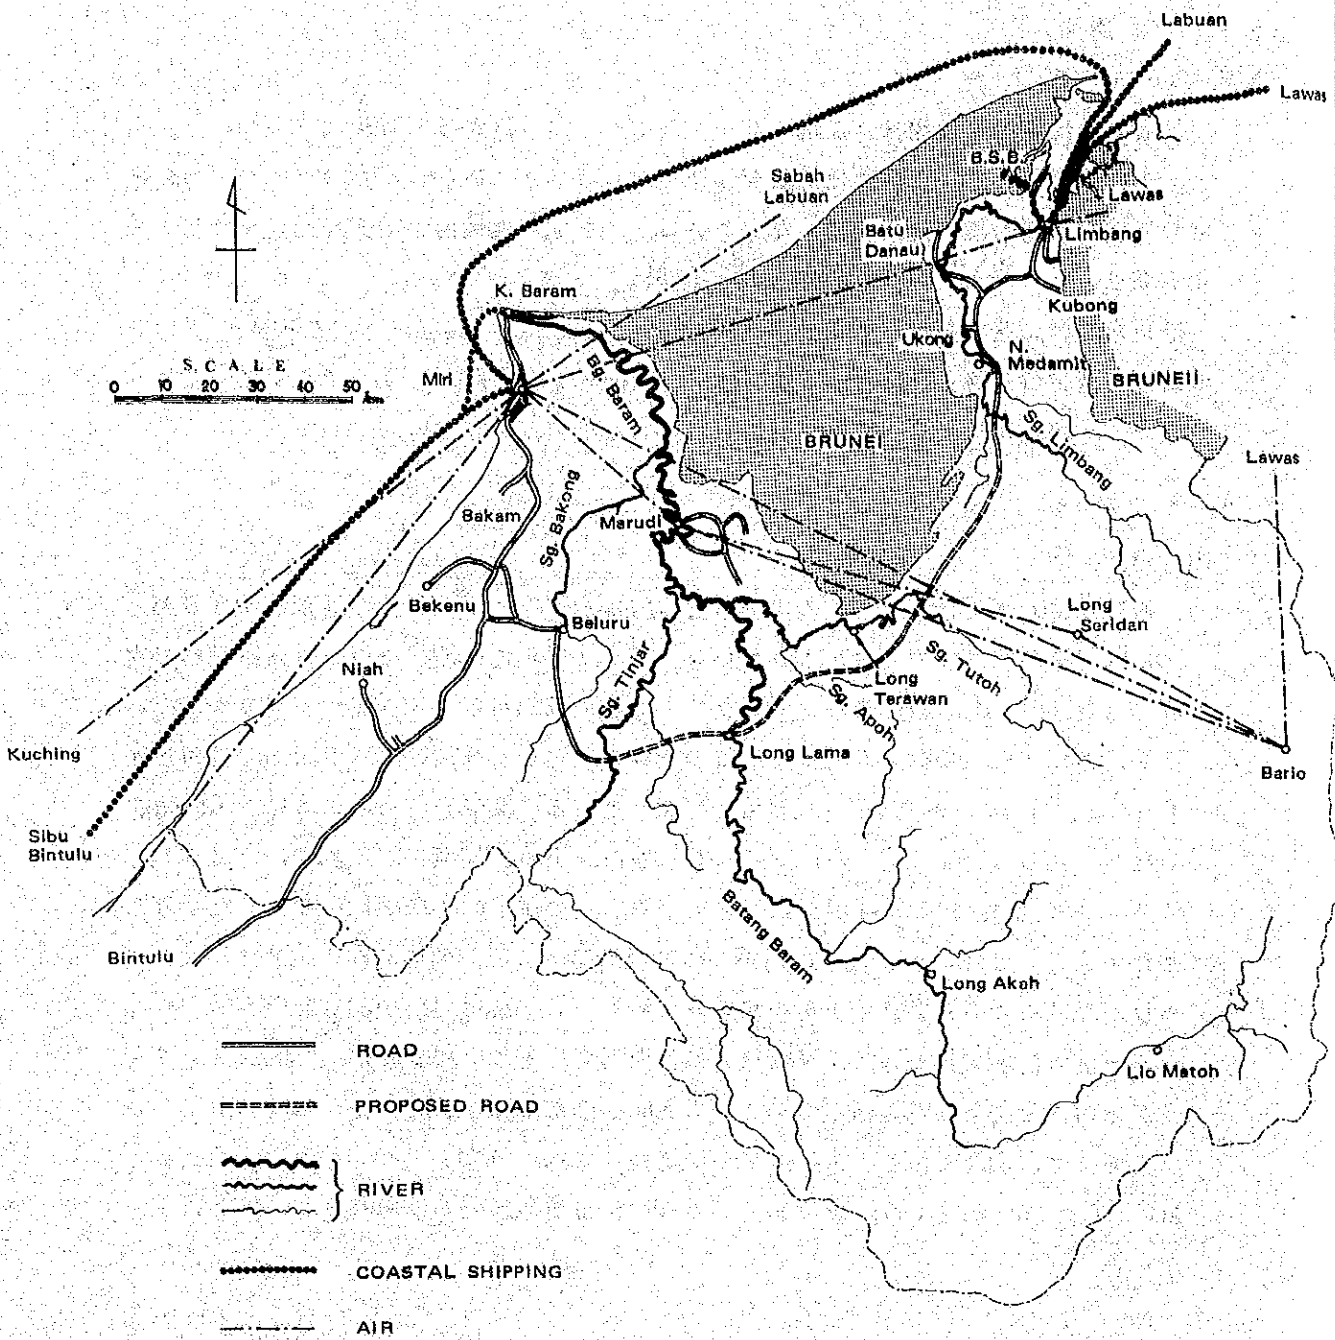 Labuan
Lawas
B.S.B.
Sabah
Labuan
Lawas
Batu
Danau
Limbang
K. Baram
Kubong
Ukong
N.
Medamit
S C A L E
0 10 20 30 40 50 Km
Miri
Bg. Baram
BRUNEII
BRUNEI
Sg. Limbang
Lawas
Bakam
Sg. Bakong
Marudi
Bekenu
Beluru
Long
Seridan
Niah
Sg. Tinjar
Sg. Tutoh
Long
Terawan
Sg. Apoh
Kuching
Long Lama
Bario
Sibu
Bintulu
Batang Baram
Bintulu
Long Akah
ROAD
Llo Matoh
PROPOSED ROAD
RIVER
COASTAL SHIPPING
AIR